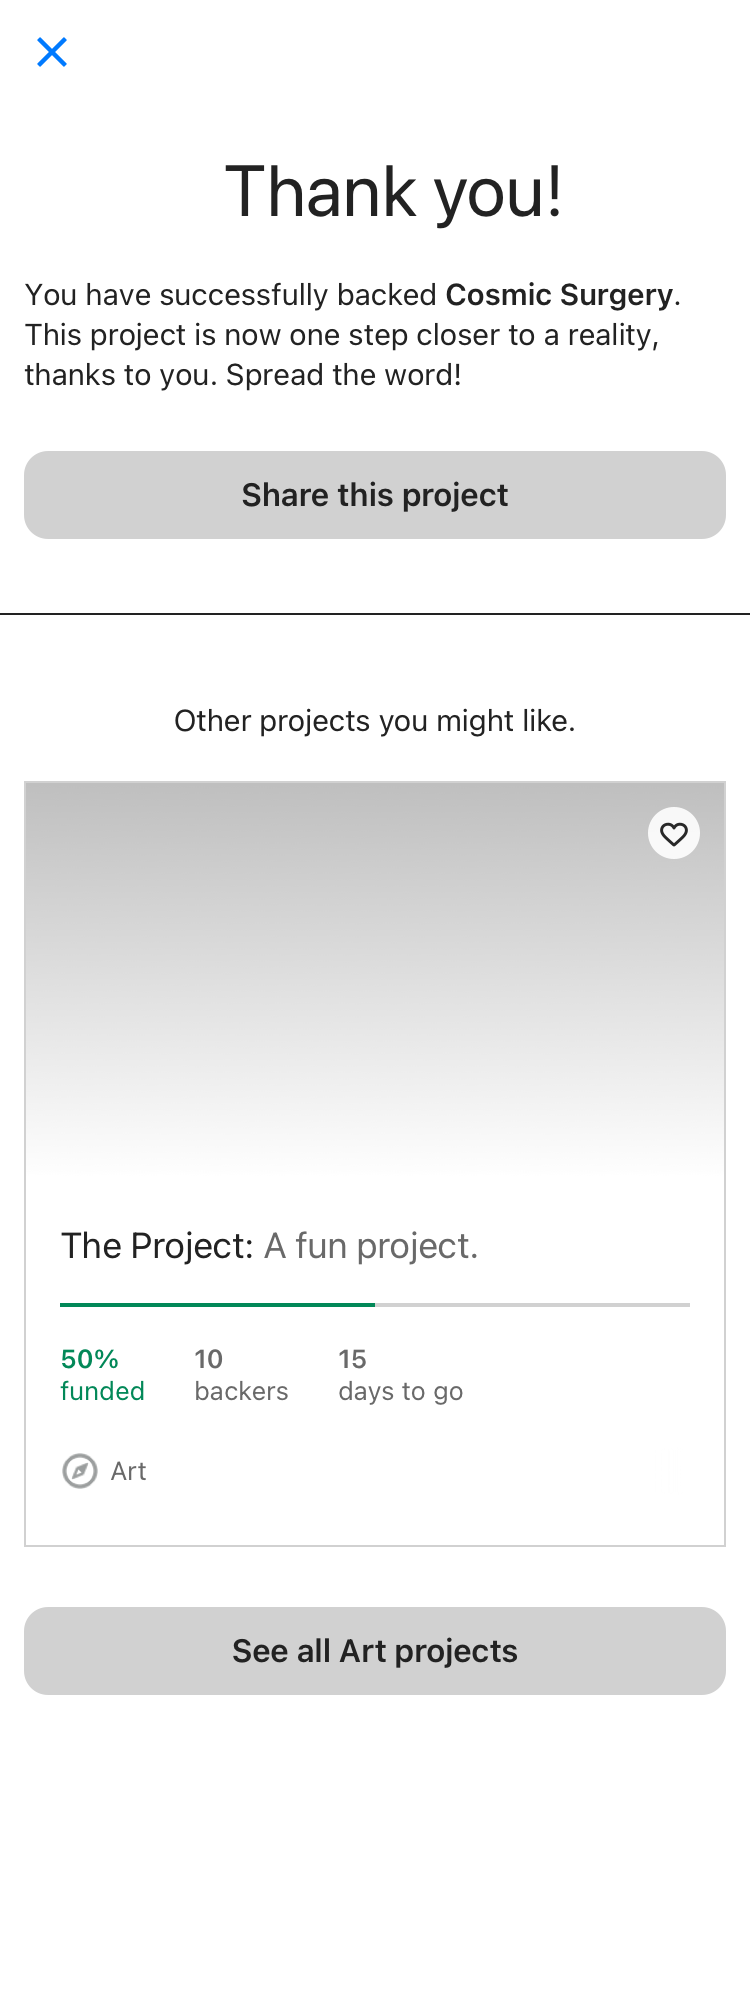 Thank you!
You have successfully backed Cosmic Surgery.
This project is now one step closer to a reality,
thanks to you. Spread the word!
Share this project
Other projects you might like.
The Project: A fun project.
50% 10 15
funded backers days to go
Art
See all Art projects